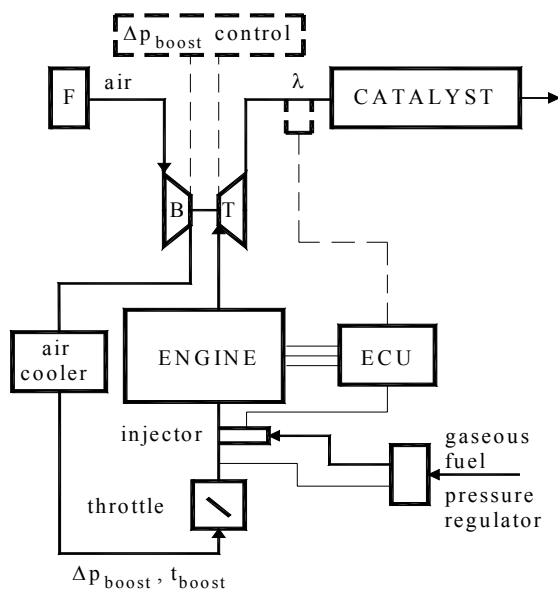 Δp_boost control
F
air
λ
CATALYST
B
T
air
cooler
ENGINE
ECU
injector
gaseous
fuel
pressure
regulator
throttle
Δp_boost , t_boost